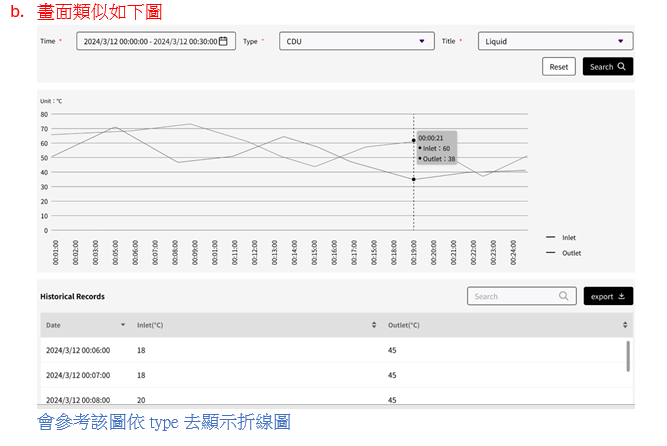 b. 畫面類似如下圖
Time * 2024/3/12 00:00:00 - 2024/3/12 00:30:00 Type * CDU Title * Liquid
Reset Search
Unit：°C
80
70
60
50
40
30
20
10
0
00:00:21
Inlet：60
Outlet：38
00:01:00 00:02:00 00:03:00 00:05:00 00:06:00 00:07:00 00:08:00 00:09:00 00:01:00 00:11:00 00:12:00 00:13:00 00:14:00 00:15:00 00:16:00 00:17:00 00:18:00 00:19:00 00:20:00 00:21:00 00:22:00 00:23:00 00:24:00
Inlet
Outlet
Historical Records Search export
Date Inlet(°C) Outlet(°C)
2024/3/12 00:06:00 18 45
2024/3/12 00:07:00 18 45
2024/3/12 00:08:00 20 45
會參考該圖依 type 去顯示折線圖